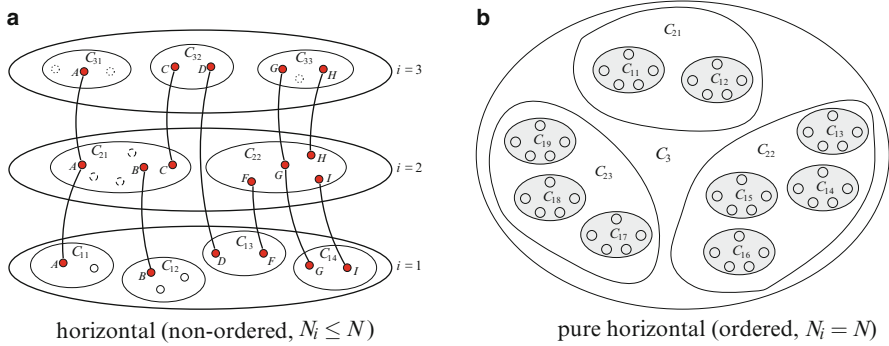 a
C31 C32 C33
A C D G H i = 3
C21 C22
A B C F G H I i = 2
C11 C12 C13 C14
A B D F G I i = 1
horizontal (non-ordered, Ni ≤ N)
b
C21
C11 C12
C19 C18 C17 C23
C3
C22 C13 C14 C15 C16
pure horizontal (ordered, Ni = N)